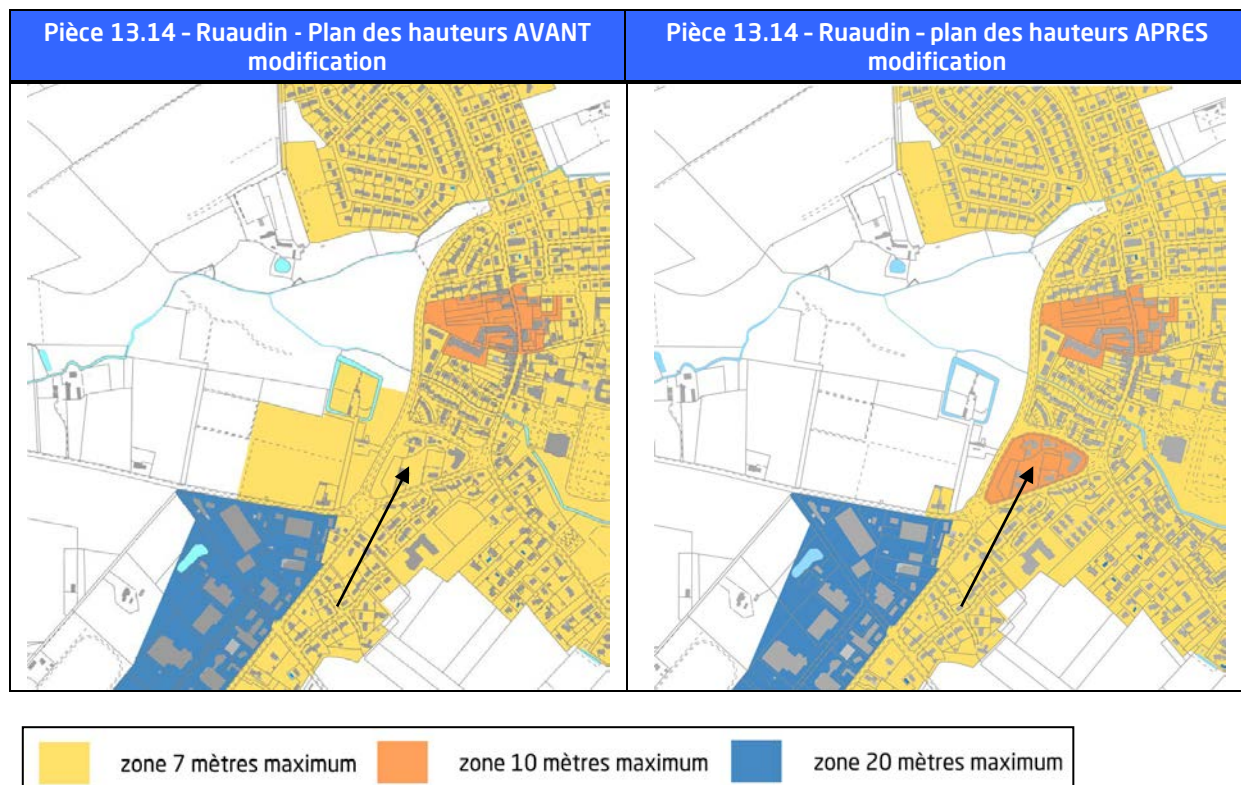 Pièce 13.14 – Ruaudin - Plan des hauteurs AVANT
modification
Pièce 13.14 – Ruaudin – plan des hauteurs APRES
modification
zone 7 mètres maximum
zone 10 mètres maximum
zone 20 mètres maximum